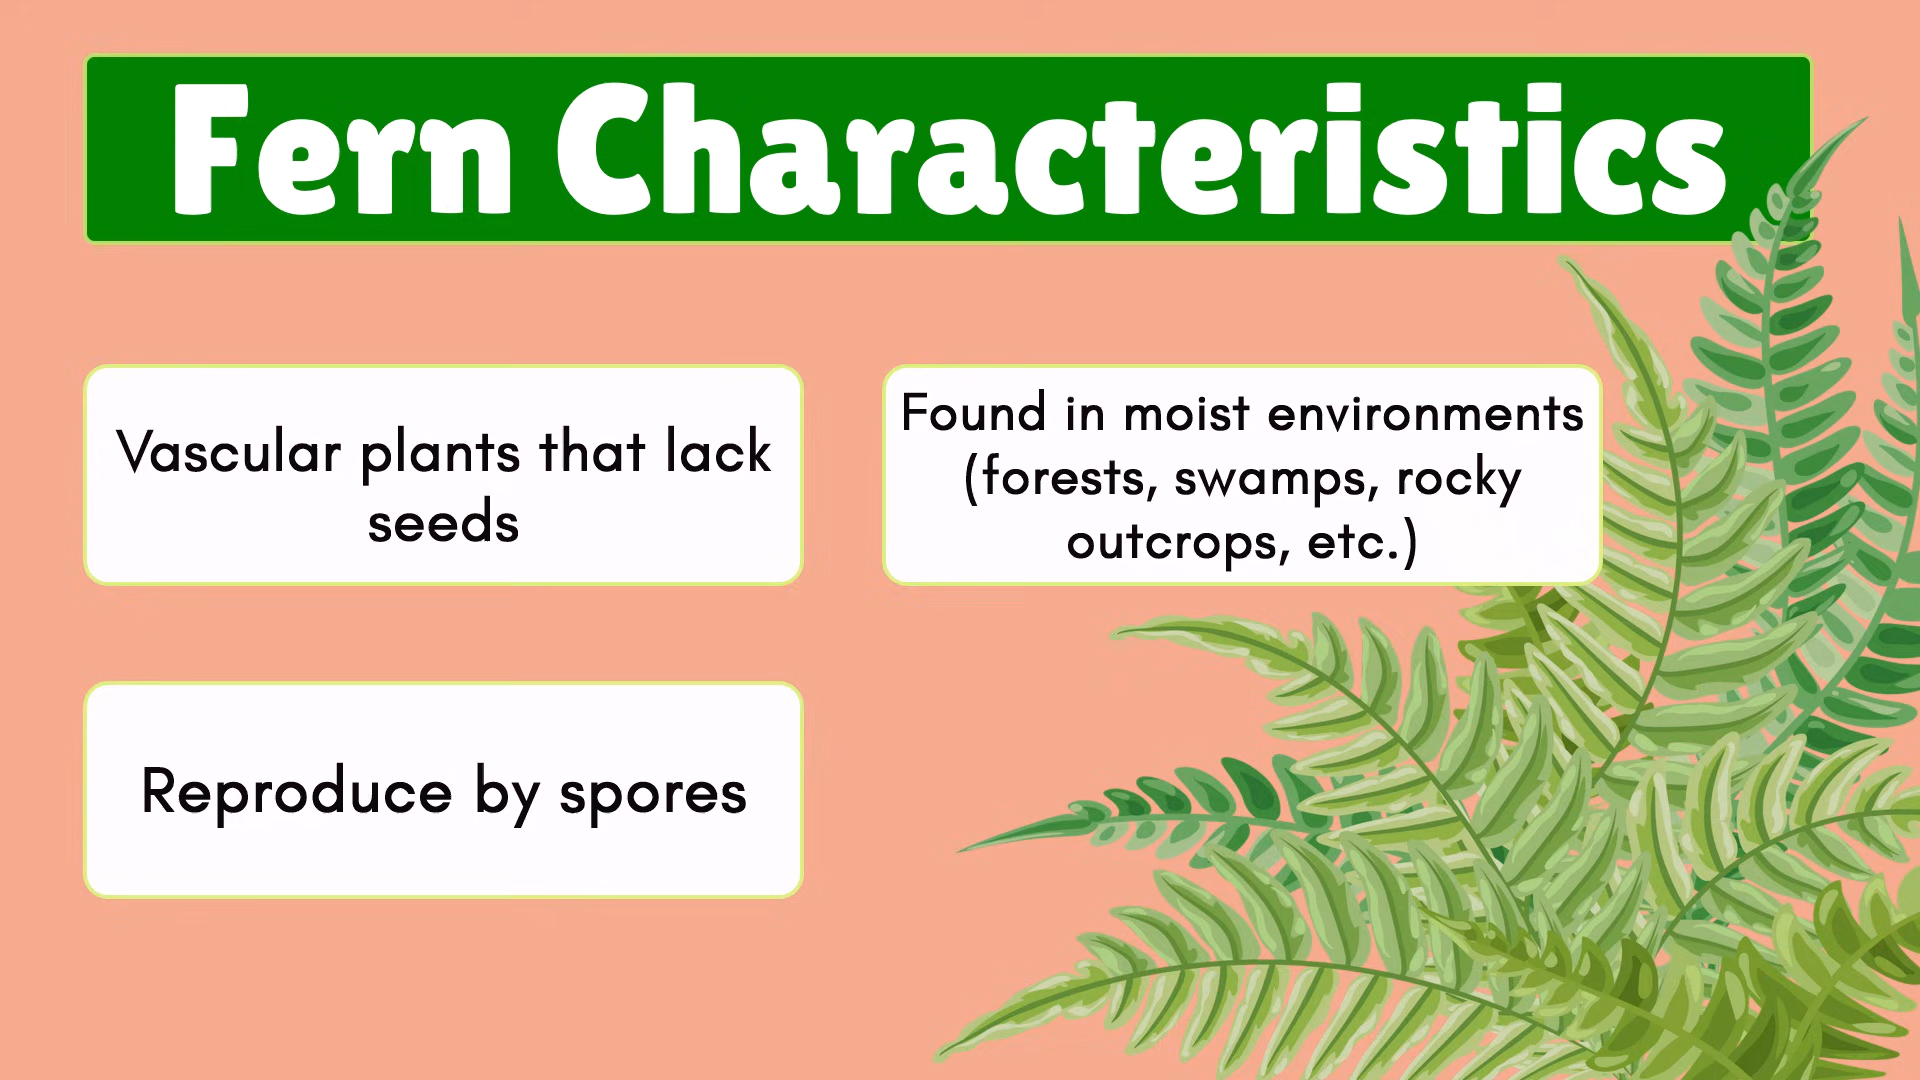 Fern Characteristics
Vascular plants that lack
seeds
Found in moist environments
(forests, swamps, rocky
outcrops, etc.)
Reproduce by spores